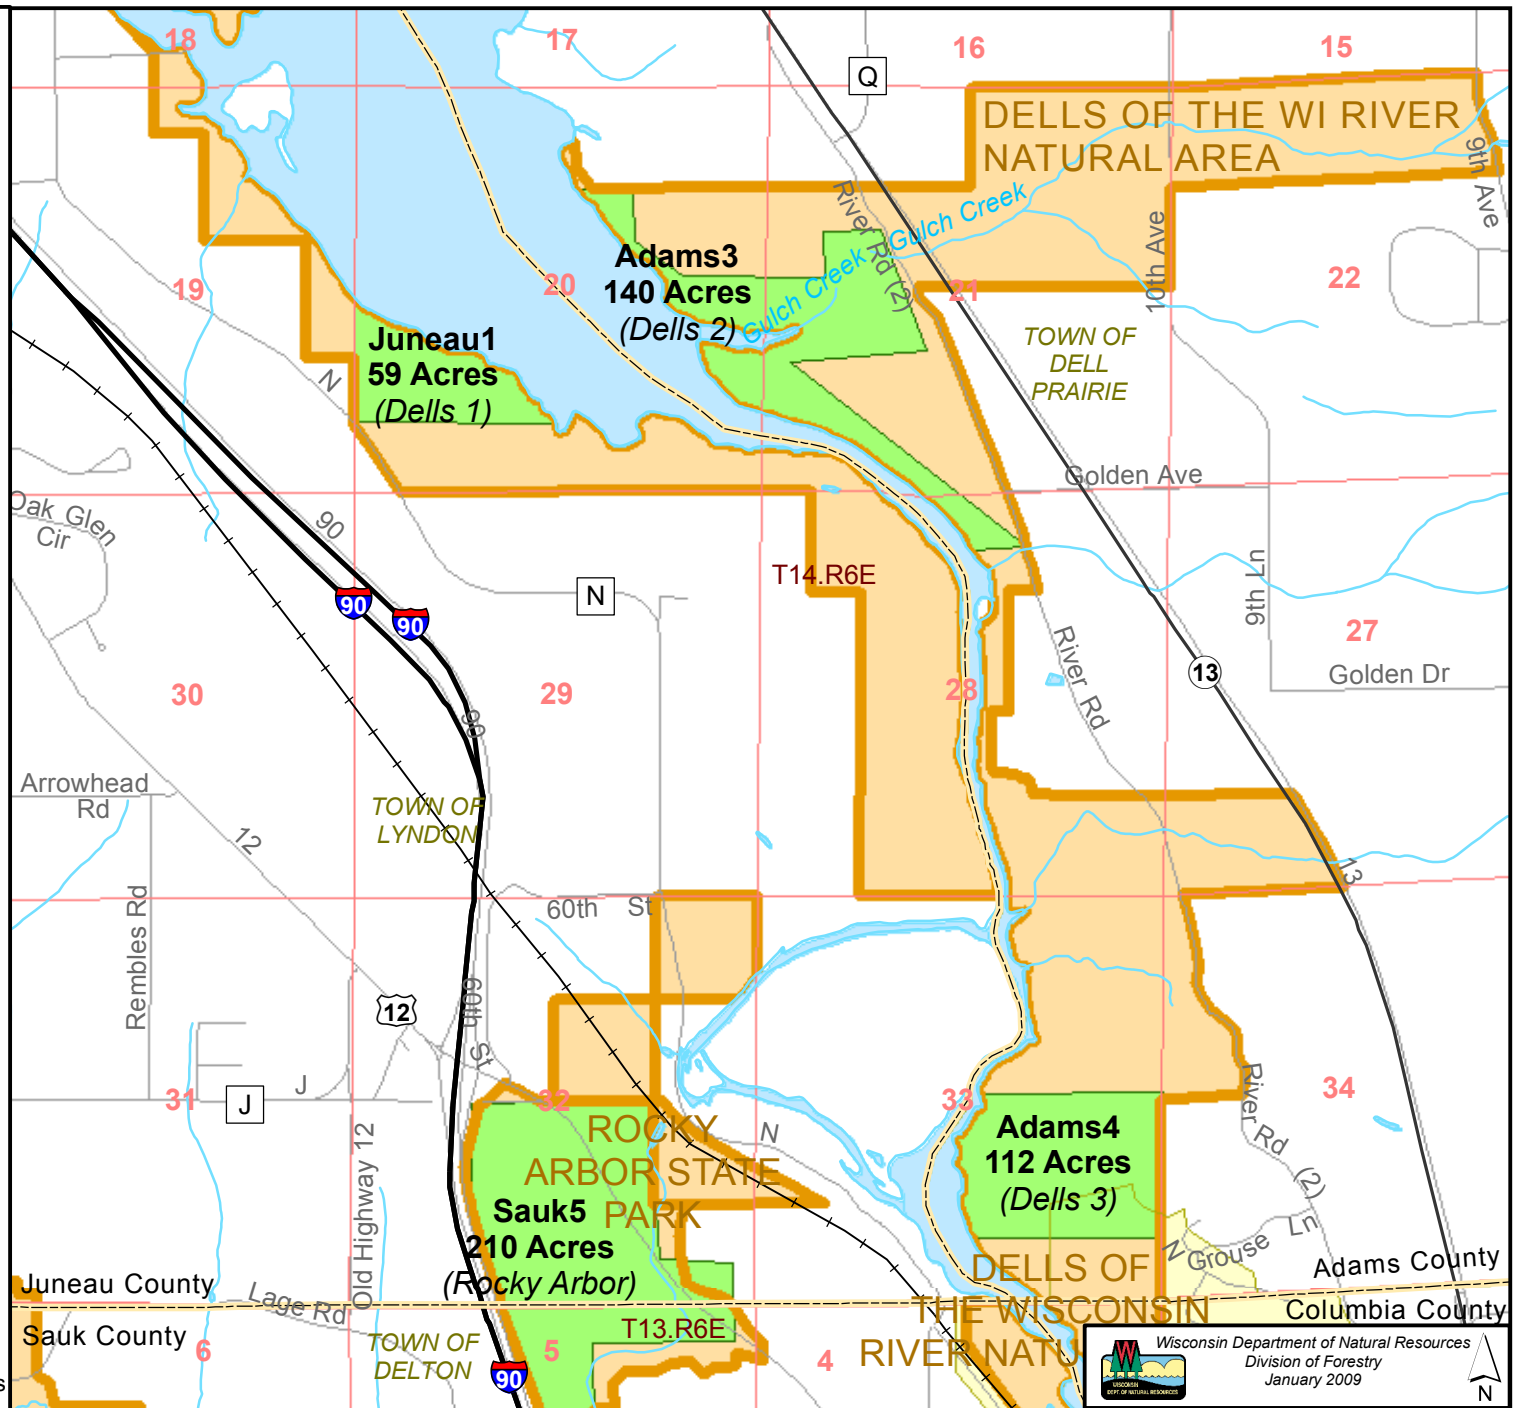 18
17
16
15
Q
DELLS OF THE WI RIVER
NATURAL AREA
9th Ave
River Rd (2)
Gulch Creek
Gulch Creek
10th Ave
Adams3
140 Acres
(Dells 2)
19
20
21
22
Juneau1
59 Acres
(Dells 1)
N
TOWN OF
DELL
PRAIRIE
Golden Ave
Oak Glen
Cir
90
T14.R6E
N
90
90
9th Ln
27
River Rd
13
Golden Dr
30
29
28
90
Arrowhead
Rd
TOWN OF
LYNDON
12
13
Rembles Rd
60th St
12
60th St
31
J
J
32
33
34
River Rd (2)
ROCKY
ARBOR STATE
PARK
N
Adams4
112 Acres
(Dells 3)
Old Highway 12
Sauk5
210 Acres
(Rocky Arbor)
N Grouse Ln
DELLS OF
THE WISCONSIN
RIVER NATU
Adams County
Columbia County
Juneau County
Sauk County
Lage Rd
T13.R6E
TOWN OF
DELTON
6
5
4
90
s
Wisconsin Department of Natural Resources
Division of Forestry
January 2009
W
WISCONSIN
DEPT. OF NATURAL RESOURCES
N